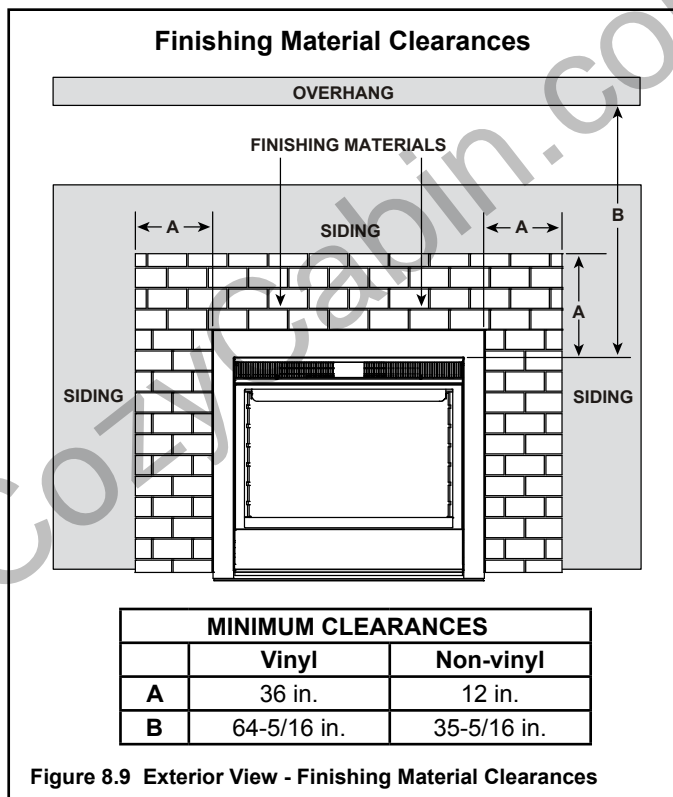 Finishing Material Clearances
OVERHANG
FINISHING MATERIALS
A
SIDING
A
B
A
SIDING
SIDING
CozyCabin.co
MINIMUM CLEARANCES
Vinyl Non-vinyl
A 36 in. 12 in.
B 64-5/16 in. 35-5/16 in.
Figure 8.9 Exterior View - Finishing Material Clearances